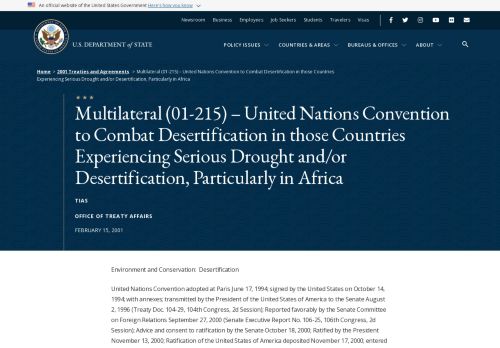 An official website of the United States Government Here's how you know
Newsroom Business Employers Job Seekers Students Travelers Visas
U.S. DEPARTMENT of STATE
POLICY ISSUES COUNTRIES & AREAS BUREAUS & OFFICES ABOUT
Home > 2001 Treaties and Agreements > Multilateral (01-215) – United Nations Convention to Combat Desertification in those Countries
Experiencing Serious Drought and/or Desertification, Particularly in Africa
Multilateral (01-215) – United Nations Convention
to Combat Desertification in those Countries
Experiencing Serious Drought and/or
Desertification, Particularly in Africa
TIAS
OFFICE OF TREATY AFFAIRS
FEBRUARY 15, 2001
Environment and Conservation: Desertification
United Nations Convention adopted at Paris June 17, 1994; signed by the United States on October 14,
1994; with annexes; transmitted by the President of the United States of America to the Senate August
2, 1996 (Treaty Doc. 104-29, 104th Congress, 2d Session); Reported favorably by the Senate Committee
on Foreign Relations September 27, 2000 (Senate Executive Report No. 106-25, 106th Congress, 2d
Session); Advice and consent to ratification by the Senate October 18, 2000; Ratified by the President
November 13, 2000; Ratification of the United States of America deposited November 17, 2000; entered